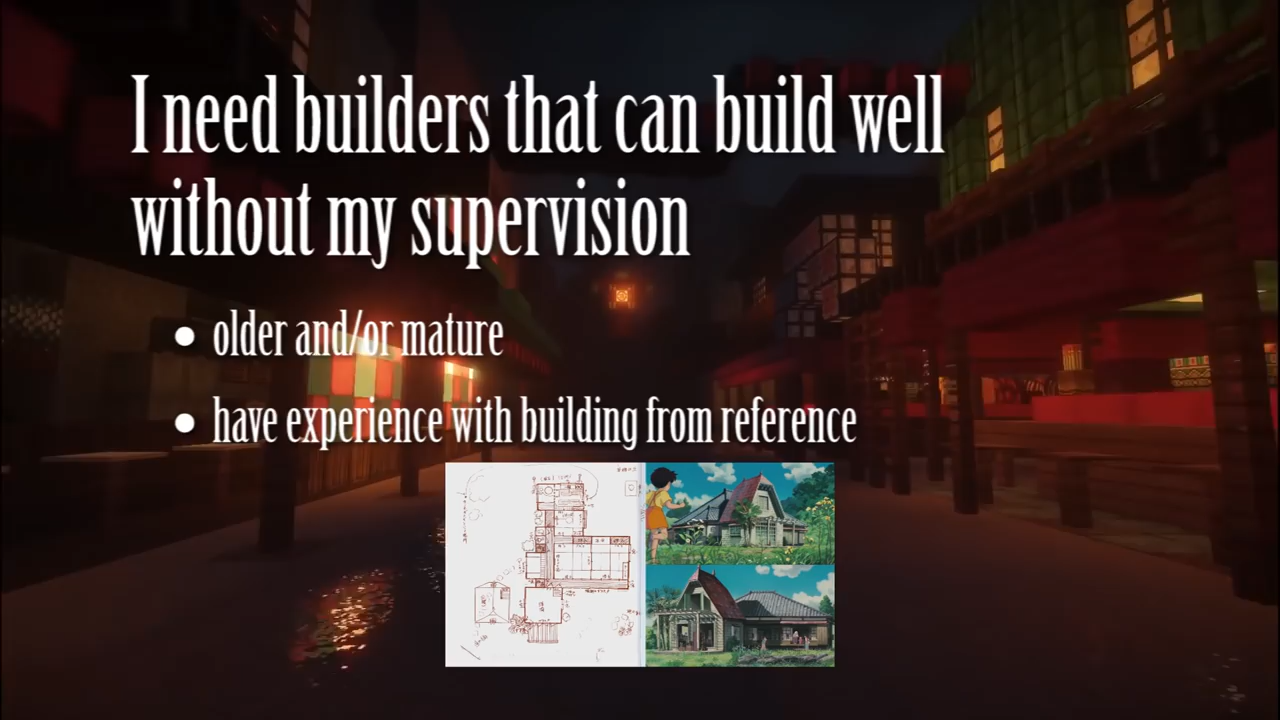 I need builders that can build well
without my supervision
• older and/or mature
• have experience with building from reference